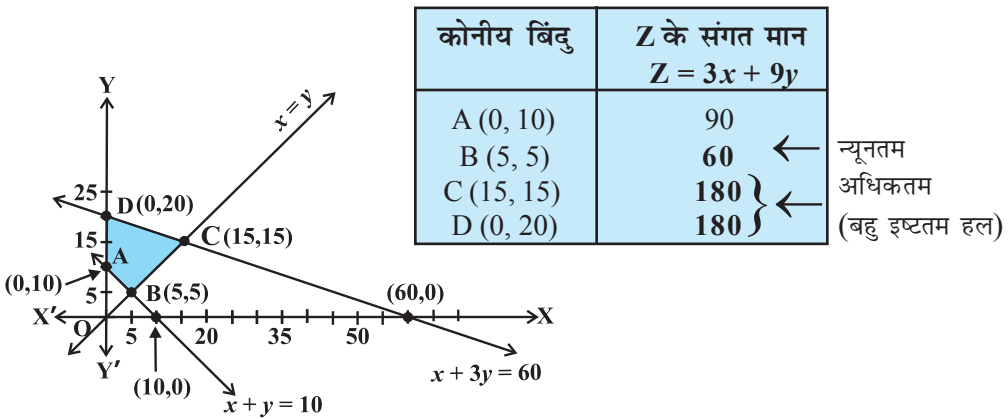 कोनीय बिंदु
Z के संगत मान
Z = 3x + 9y
A (0, 10)
90
B (5, 5)
60
न्यूनतम
C (15, 15)
180
अधिकतम
D (0, 20)
180
(बहु इष्टतम हल)
Y
x = y
25
D (0,20)
15
C (15,15)
A
(0,10)
5
B (5,5)
(60,0)
X′
O
5
10
20
35
50
X
Y′
(10,0)
x + 3y = 60
x + y = 10